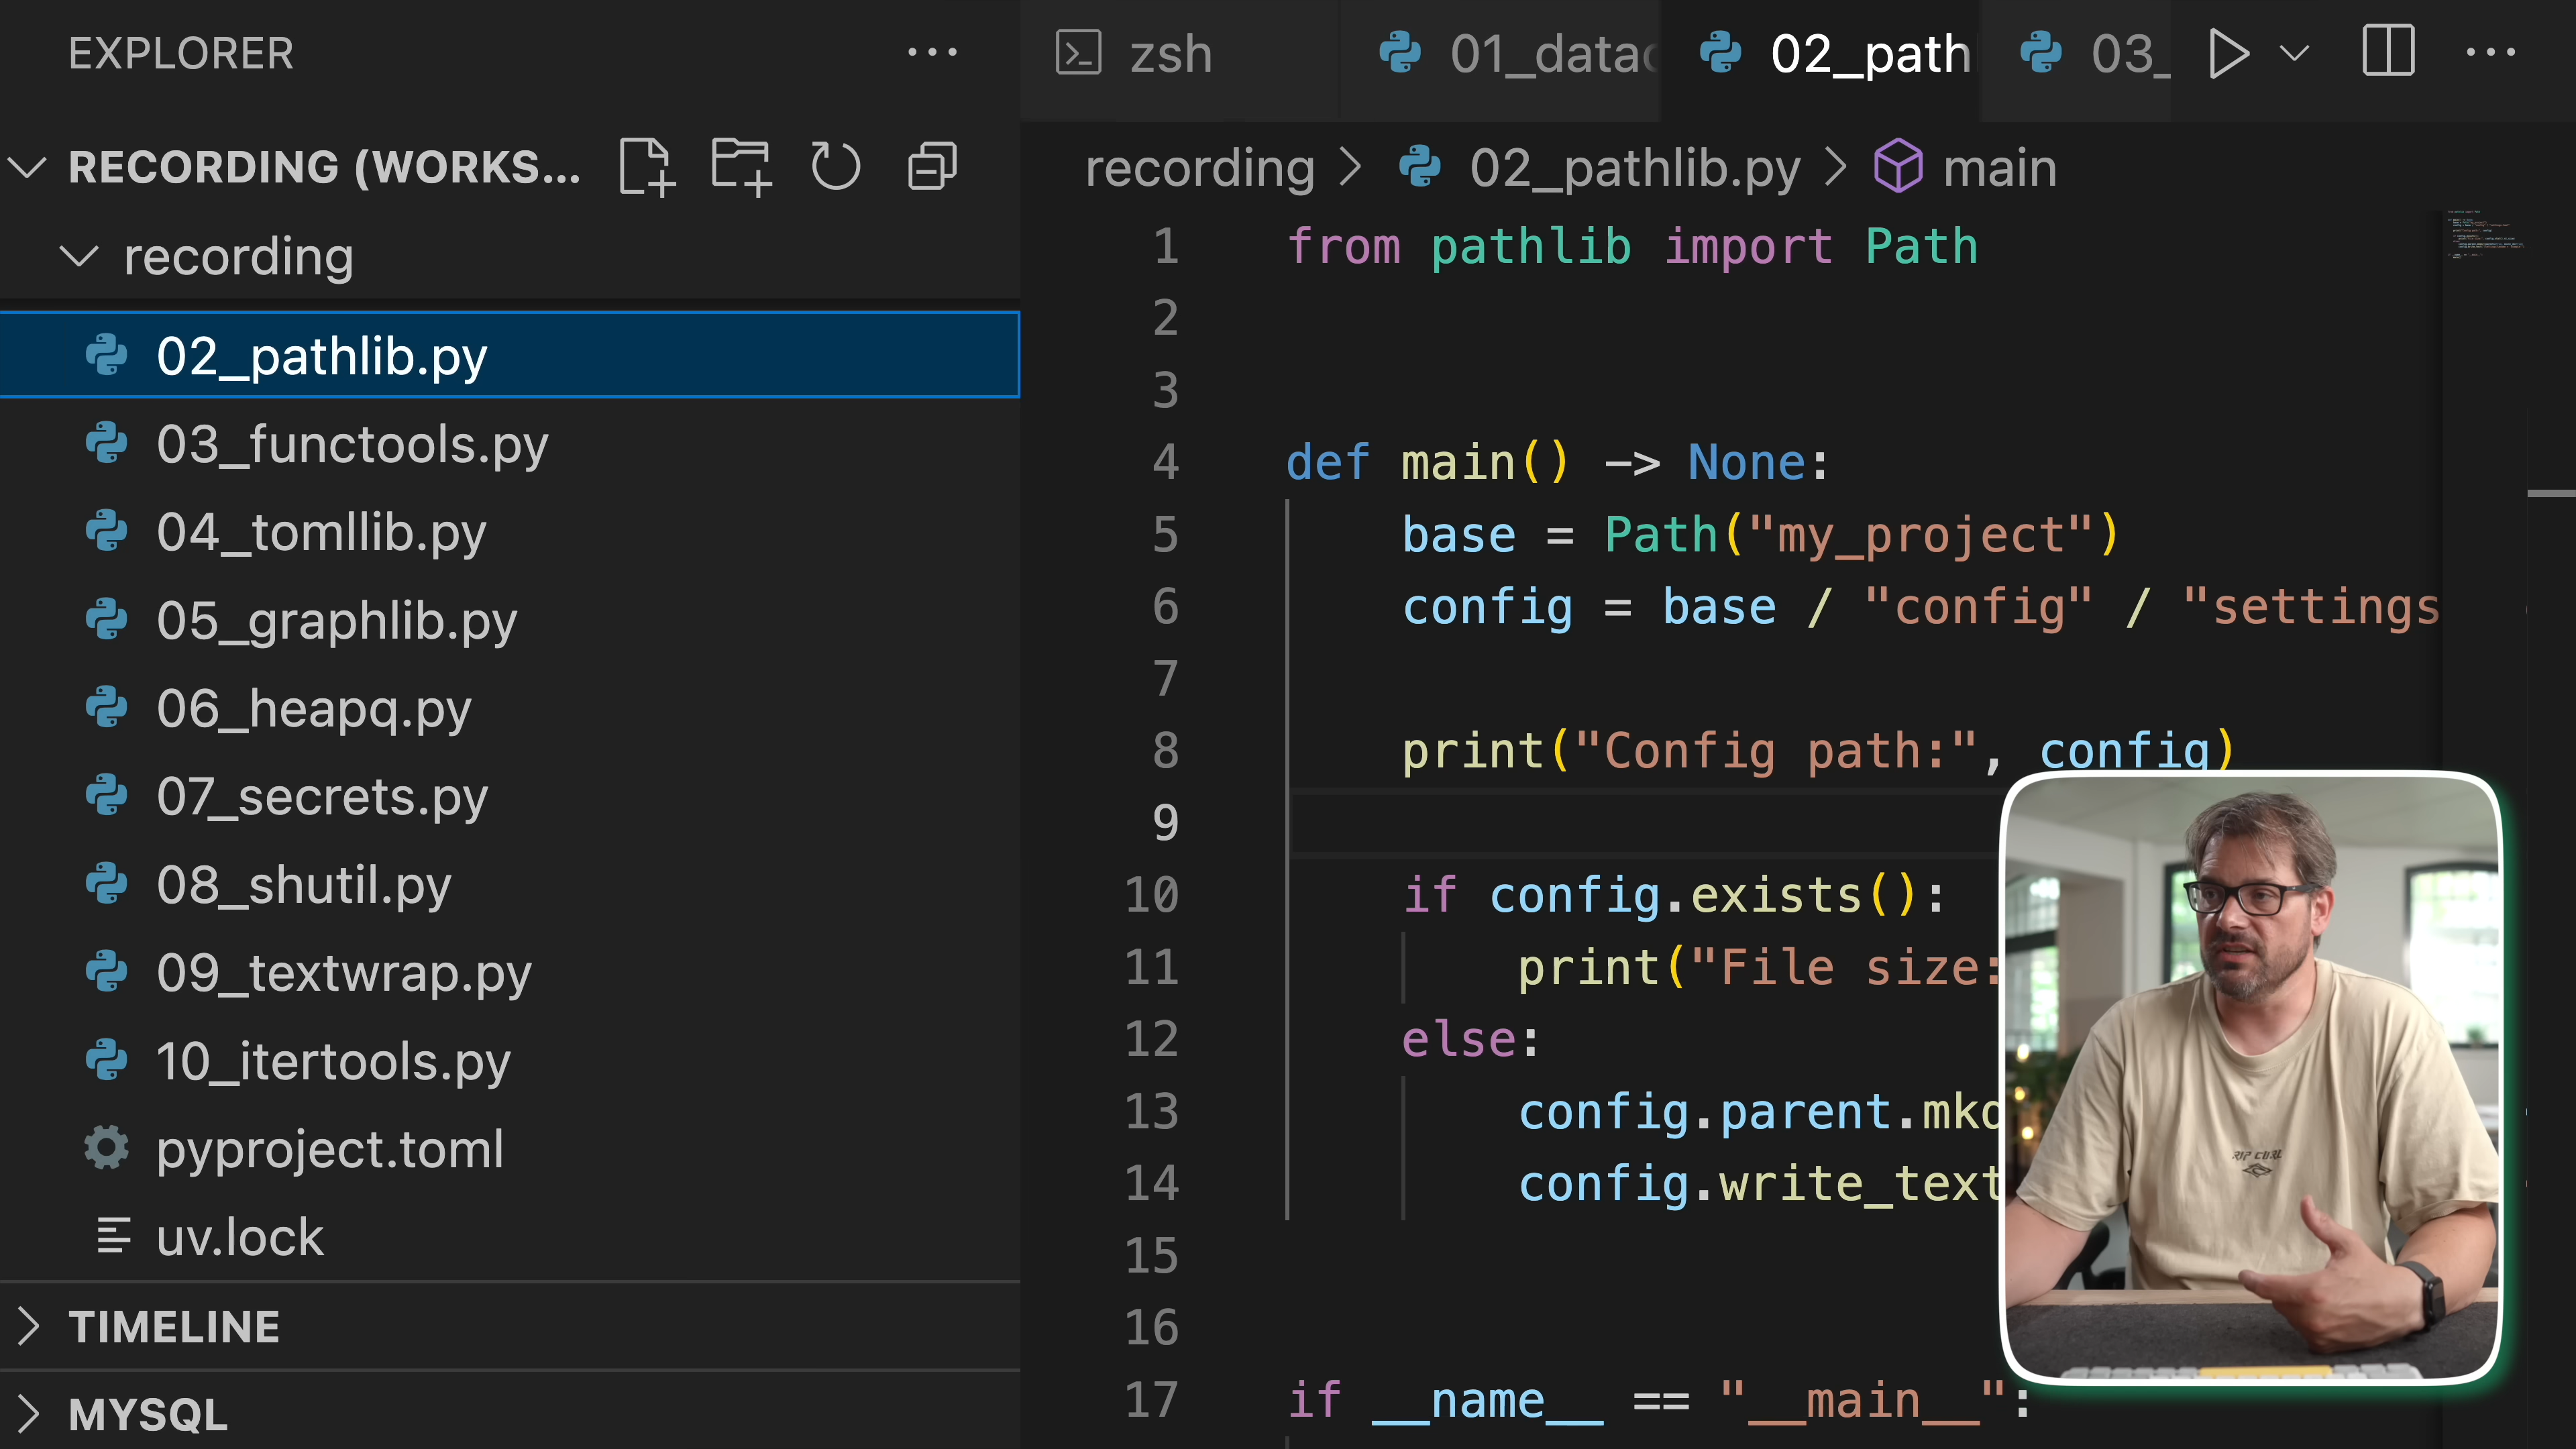 EXPLORER
RECORDING (WORKS...
recording
02_pathlib.py
03_functools.py
04_tomllib.py
05_graphlib.py
06_heapq.py
07_secrets.py
08_shutil.py
09_textwrap.py
10_itertools.py
pyproject.toml
uv.lock
TIMELINE
MYSQL
zsh 01_datac 02_path 03_
recording > 02_pathlib.py > main
1 from pathlib import Path
2
3
4 def main() -> None:
5 base = Path("my_project")
6 config = base / "config" / "settings
7
8 print("Config path:", config)
9
10 if config.exists():
11 print("File size:
12 else:
13 config.parent.mkd
14 config.write_text
15
16
17 if __name__ == "__main__":
RIP CURL